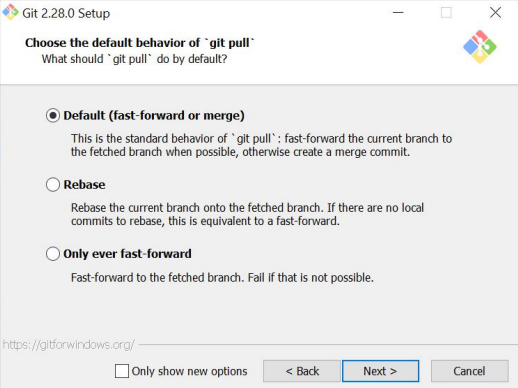 Git 2.28.0 Setup
Choose the default behavior of `git pull`
What should `git pull` do by default?
Default (fast-forward or merge)
This is the standard behavior of `git pull`: fast-forward the current branch to
the fetched branch when possible, otherwise create a merge commit.
Rebase
Rebase the current branch onto the fetched branch. If there are no local
commits to rebase, this is equivalent to a fast-forward.
Only ever fast-forward
Fast-forward to the fetched branch. Fail if that is not possible.
https://gitforwindows.org/
Only show new options
< Back
Next >
Cancel